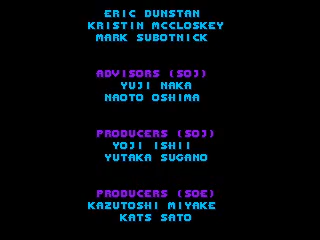 ERIC DUNSTAN
KRISTIN MCCLOSKEY
MARK SUBOTNICK
ADVISORS (SOJ)
YUJI NAKA
NAOTO OSHIMA
PRODUCERS (SOJ)
YOJI ISHII
YUTAKA SUGANO
PRODUCERS (SOE)
KAZUTOSHI MIYAKE
KATS SATO